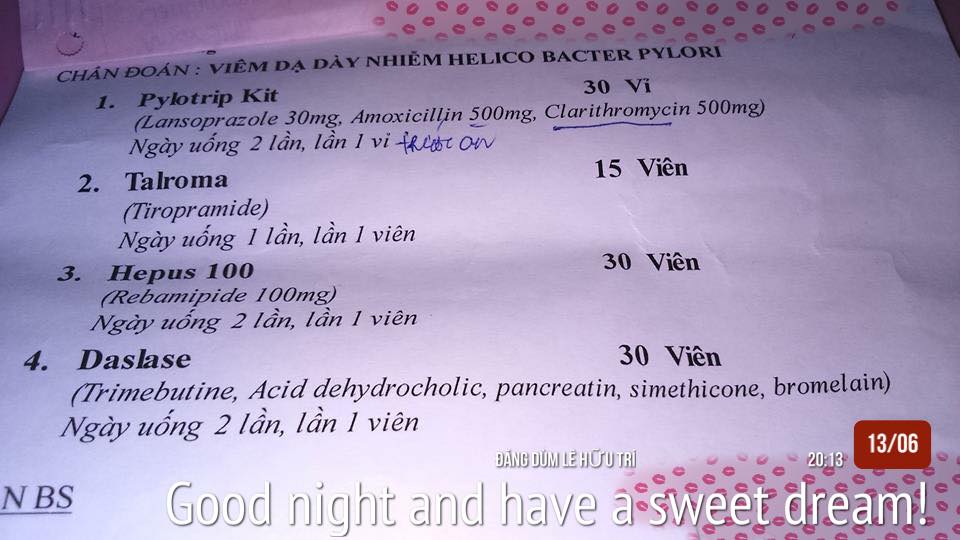 CHẨN ĐOÁN : VIÊM DẠ DÀY NHIỄM HELICO BACTER PYLORI
1. Pylotrip Kit 30 Vỉ
(Lansoprazole 30mg, Amoxicillin 500mg, Clarithromycin 500mg)
Ngày uống 2 lần, lần 1 vỉ trước ăn
2. Talroma 15 Viên
(Tiropramide)
Ngày uống 1 lần, lần 1 viên
3. Hepus 100 30 Viên
(Rebamipide 100mg)
Ngày uống 2 lần, lần 1 viên
4. Daslase 30 Viên
(Trimebutine, Acid dehydrocholic, pancreatin, simethicone, bromelain)
Ngày uống 2 lần, lần 1 viên
13/06
ĐĂNG DÙM LÊ HỮU TRÍ 20:13
N BS
Good night and have a sweet dream!